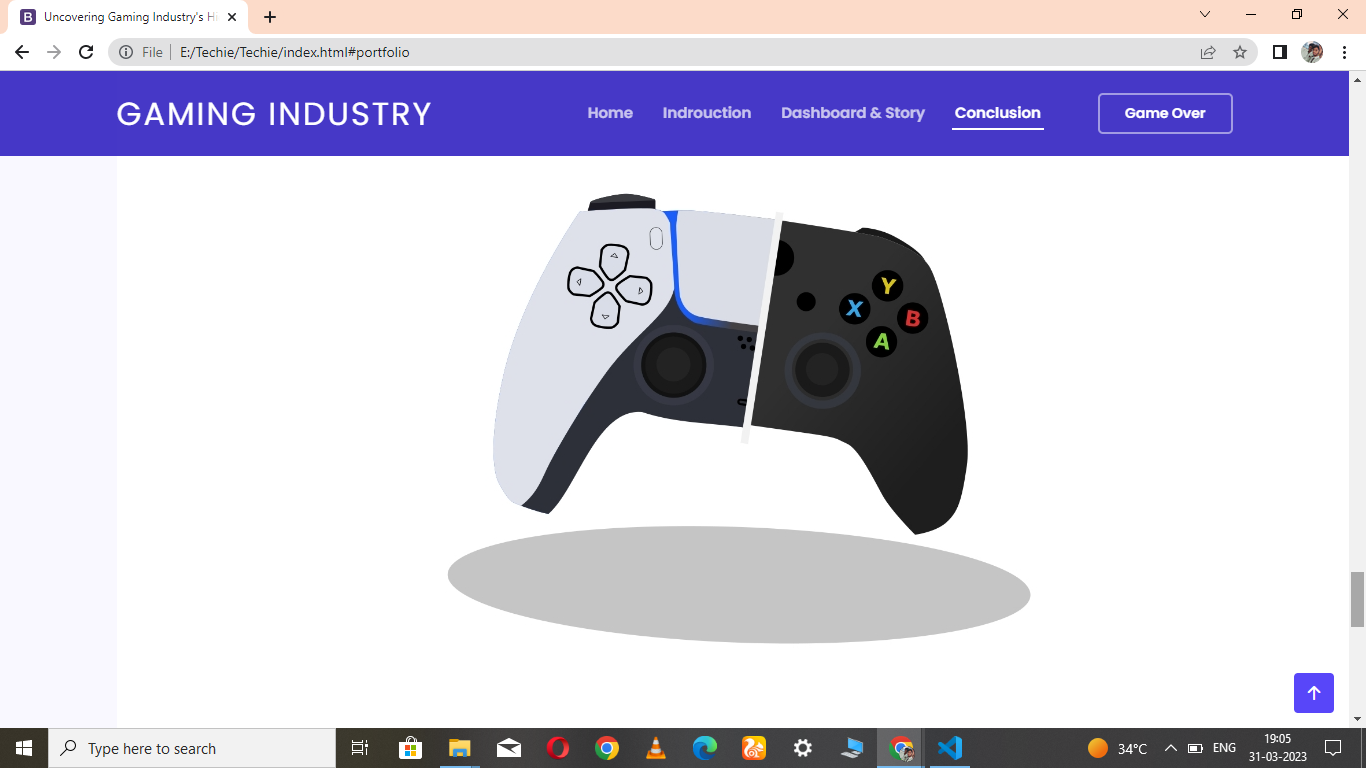 Uncovering Gaming Industry's Hi
File
E:/Techie/Techie/index.html#portfolio
GAMING INDUSTRY
Home
Indrouction
Dashboard & Story
Conclusion
Game Over
Y
X
B
A
Type here to search
34°C
ENG
19:05
31-03-2023